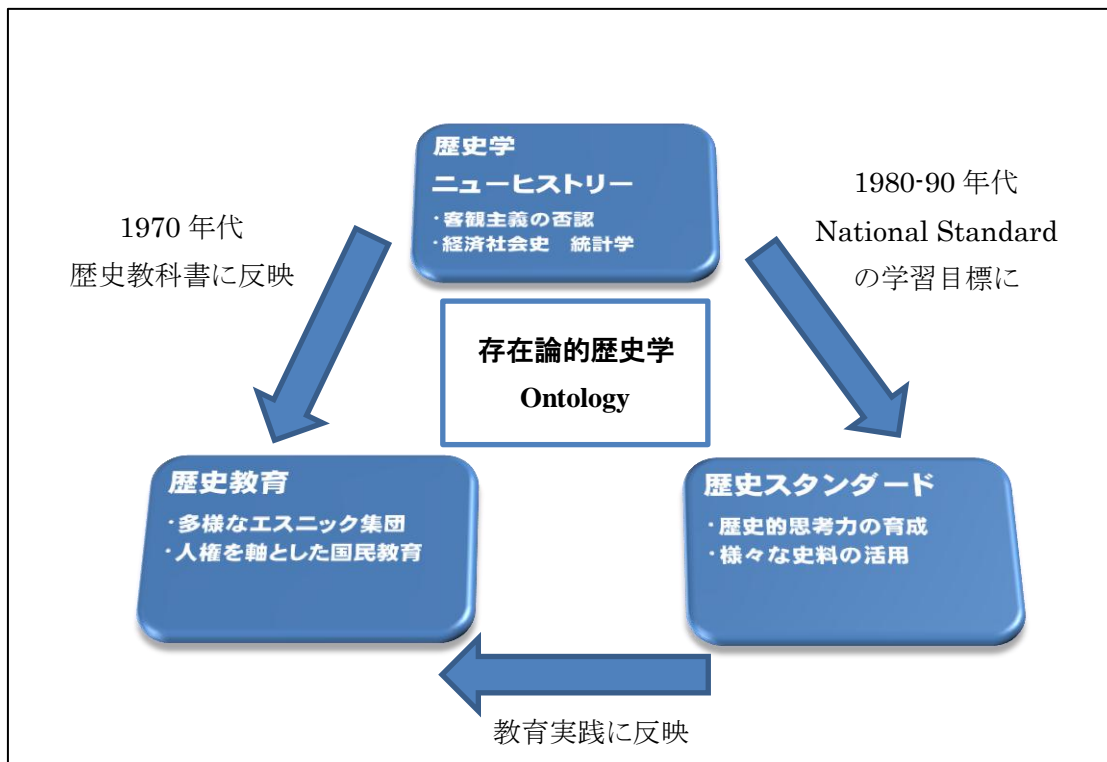 歴史学
ニューヒストリー
・客観主義の否認
・経済社会史 統計学
1970 年代
歴史教科書に反映
1980-90 年代
National Standard
の学習目標に
存在論的歴史学
Ontology
歴史教育
・多様なエスニック集団
・人権を軸とした国民教育
歴史スタンダード
・歴史的思考力の育成
・様々な史料の活用
教育実践に反映